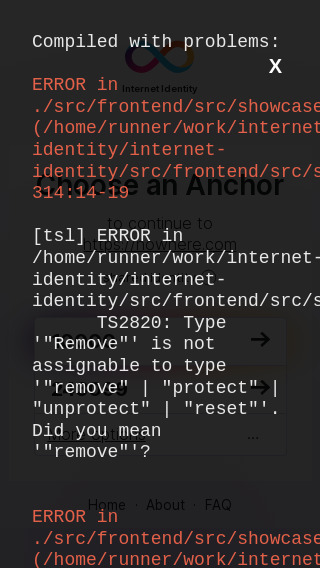 Compiled with problems:
X
Internet Identity
ERROR in
./src/frontend/src/showcase
(/home/runner/work/internet
identity/internet-
identity/src/frontend/src/s
314:14-19
Choose an Anchor
to continue to
https://nowhere.com
[tsl] ERROR in
/home/runner/work/internet-
identity/internet-
identity/src/frontend/src/s
TS2820: Type
'"Remove"' is not
assignable to type
'"remove" | "protect" |
"unprotect" | "reset"'.
Did you mean
'"remove"'?
More options
...
Home · About · FAQ
ERROR in
./src/frontend/src/showcase
(/home/runner/work/internet